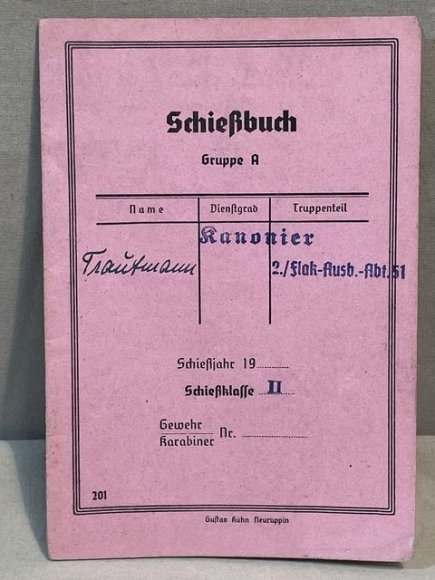 Schießbuch
Gruppe A
Name Dienstgrad Truppenteil
Kanonier
Trautmann 2./Flak-Ausb.-Abt.51
Schießjahr 19........
Schießklasse II
Gewehr
Karabiner Nr. ................
201
Gustav Kühn Neuruppin